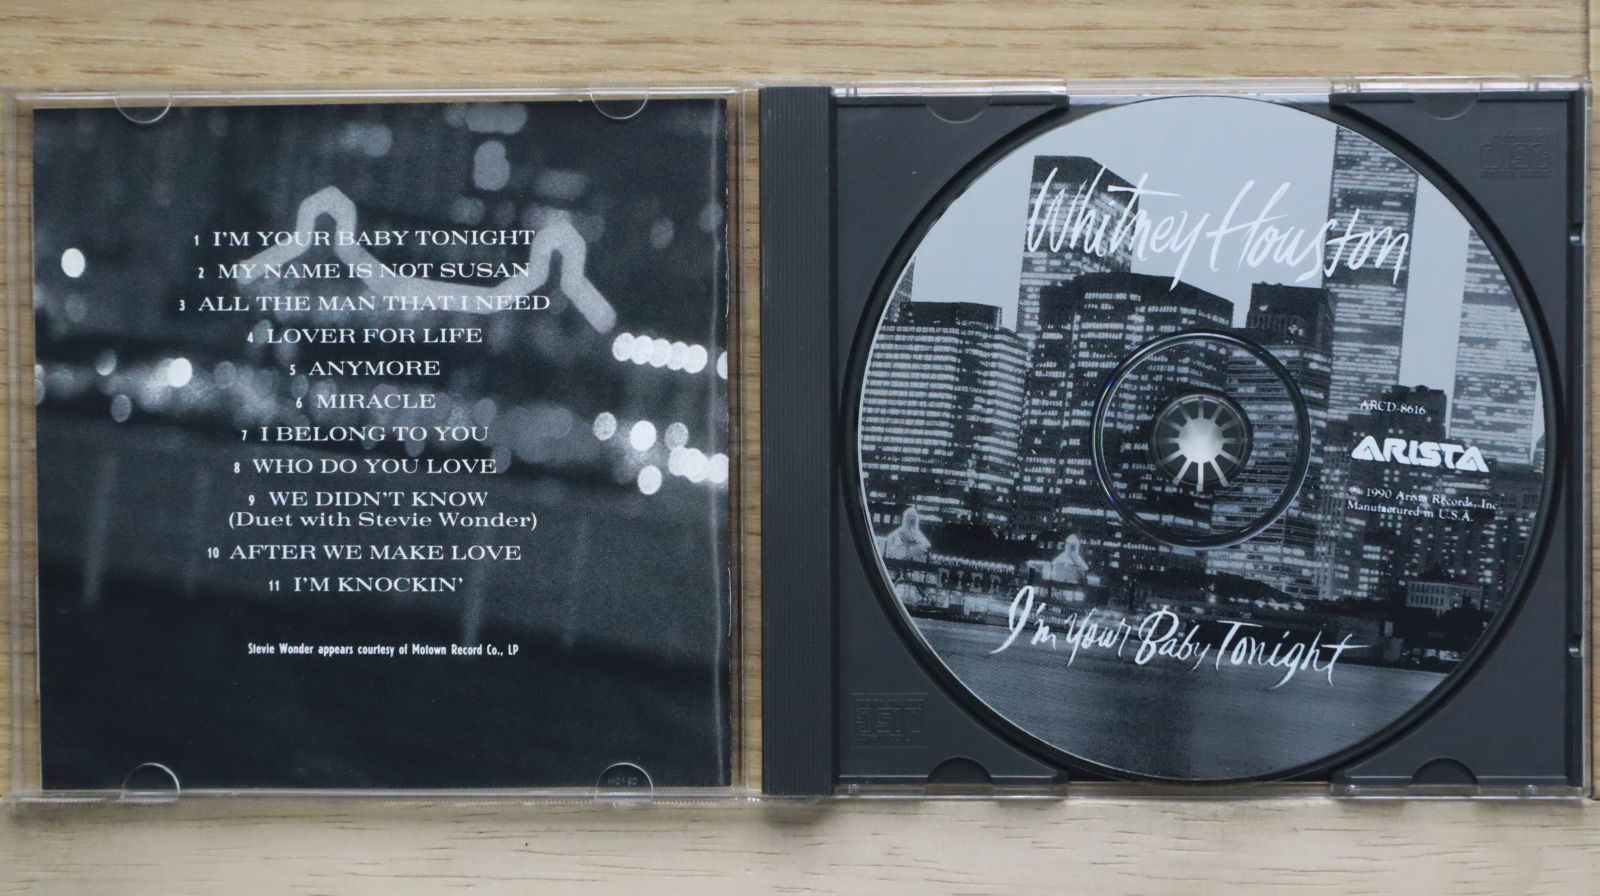 1 I'M YOUR BABY TONIGHT
2 MY NAME IS NOT SUSAN
3 ALL THE MAN THAT I NEED
4 LOVER FOR LIFE
5 ANYMORE
6 MIRACLE
7 I BELONG TO YOU
8 WHO DO YOU LOVE
9 WE DIDN'T KNOW
(Duet with Stevie Wonder)
10 AFTER WE MAKE LOVE
11 I'M KNOCKIN'
Stevie Wonder appears courtesy of Motown Record Co., LP
Whitney Houston
ARCD-8616
ARISTA
℗ 1990 Arista Records, Inc.
Manufactured in U.S.A.
I'm Your Baby Tonight